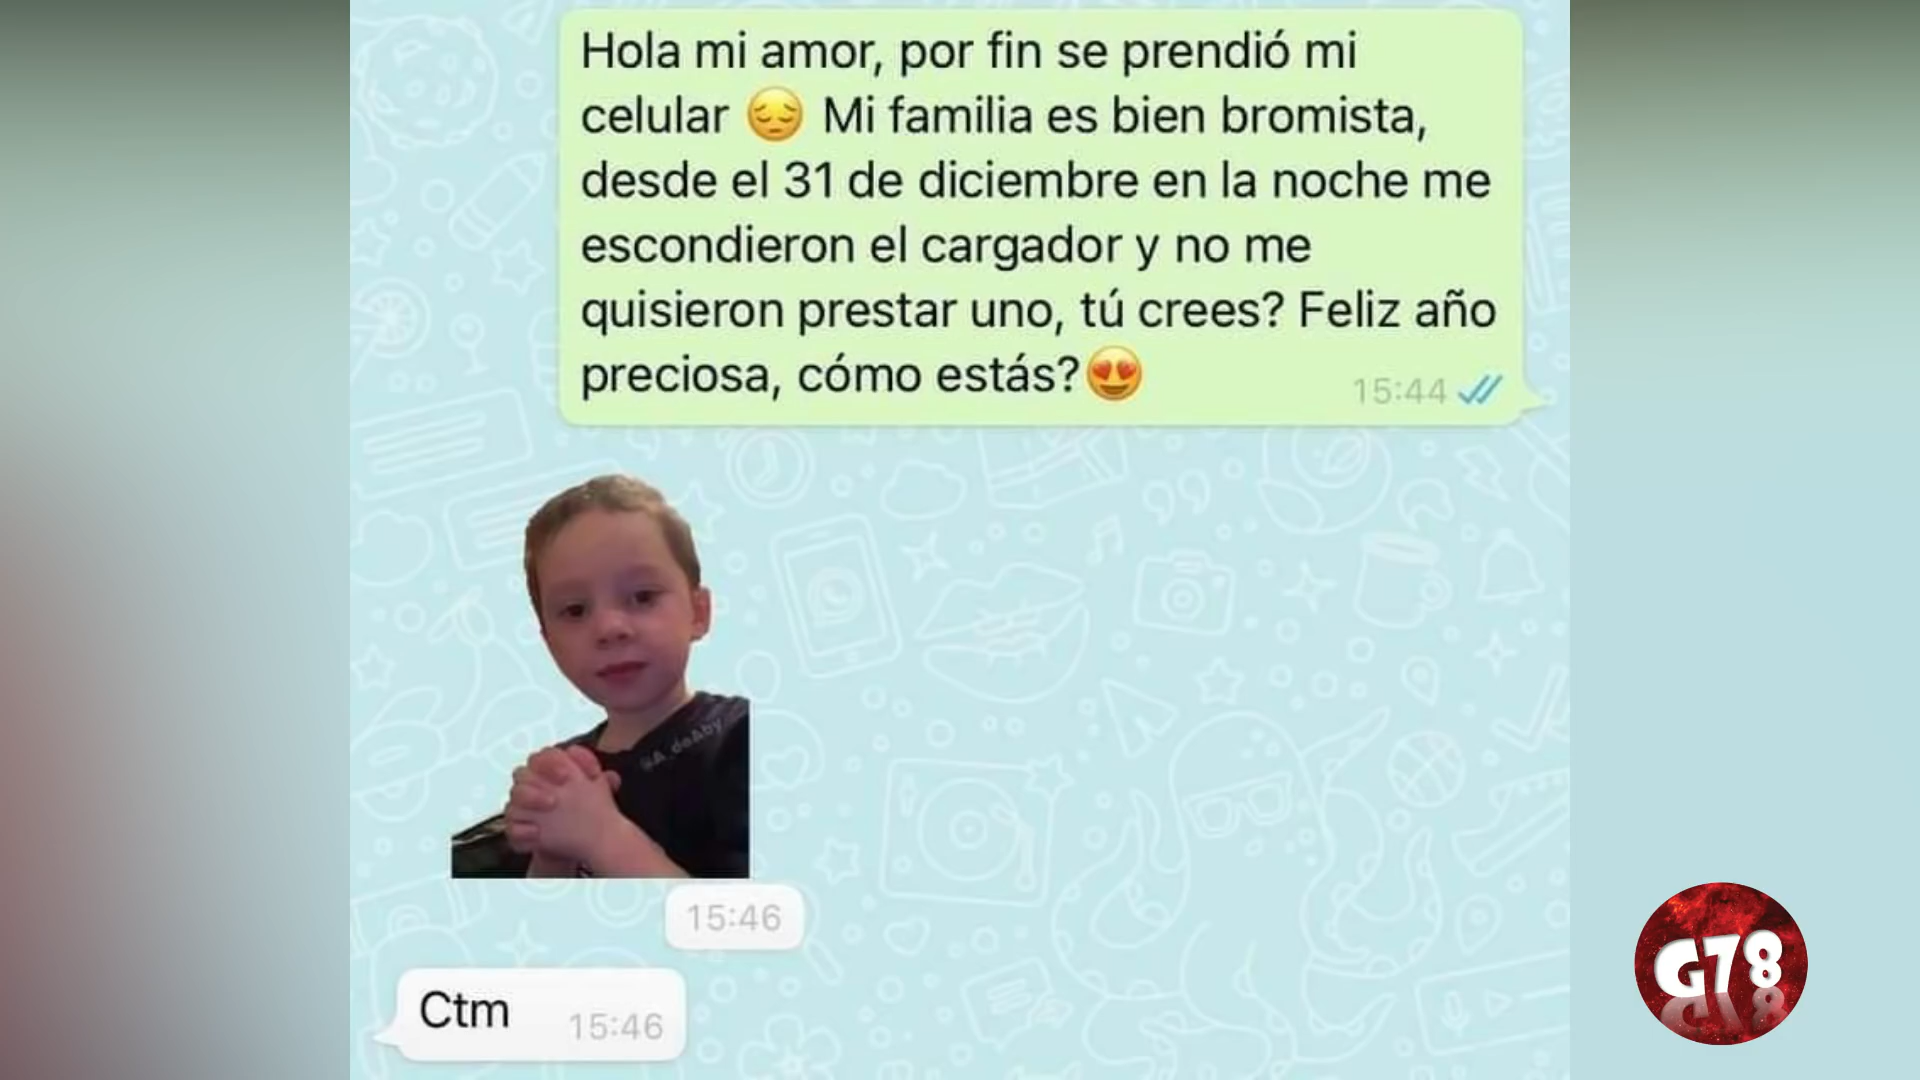 Hola mi amor, por fin se prendió mi
celular 😔 Mi familia es bien bromista,
desde el 31 de diciembre en la noche me
escondieron el cargador y no me
quisieron prestar uno, tú crees? Feliz año
preciosa, cómo estás?😍
15:44
@A_deAby
15:46
Ctm 15:46
G78